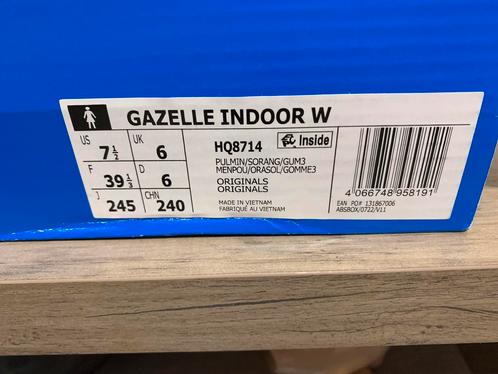 GAZELLE INDOOR W
US 7½ UK 6
F 39⅓ D 6
J 245 CHN 240
HQ8714
Inside
PULMIN/SORANG/GUM3
MENPOU/ORASOL/GOMME3
ORIGINALS
ORIGINALS
MADE IN VIETNAM
FABRIQUÉ AU VIETNAM
4 066748 958191
EAN PO# 131867006
ABSBOX/0722/V11